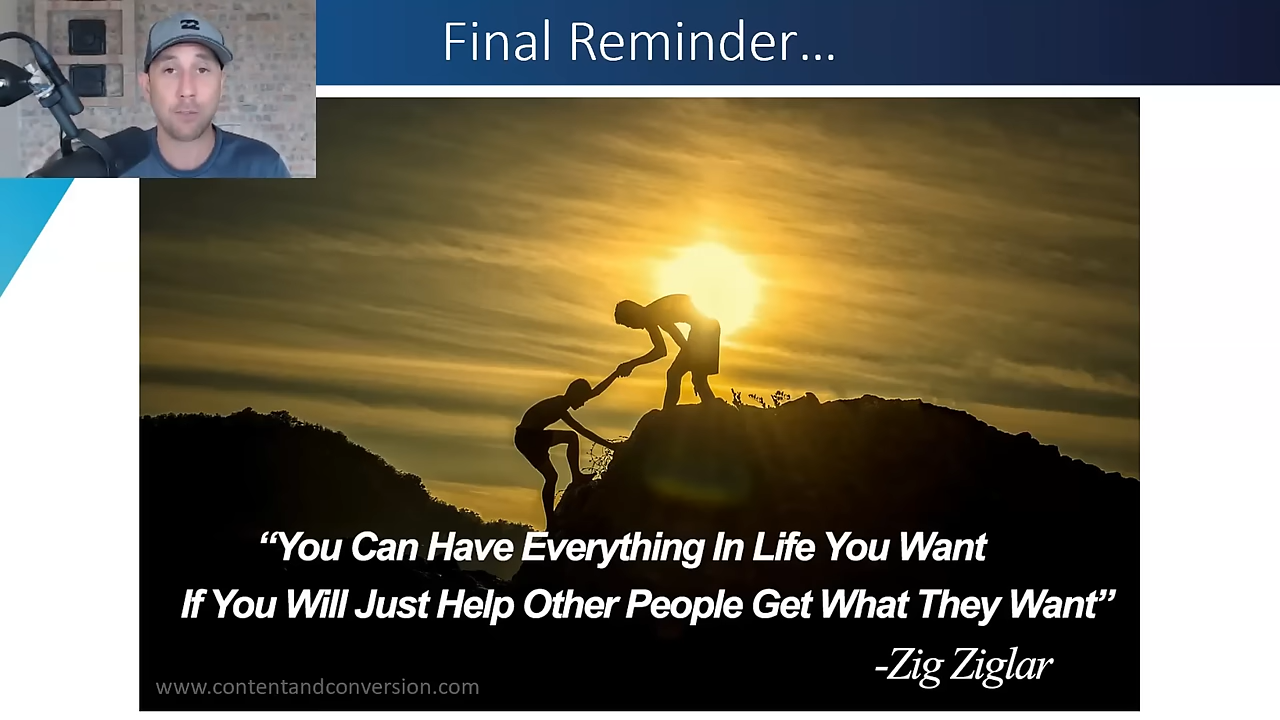 Final Reminder...
“You Can Have Everything In Life You Want
If You Will Just Help Other People Get What They Want”
-Zig Ziglar
www.contentandconversion.com